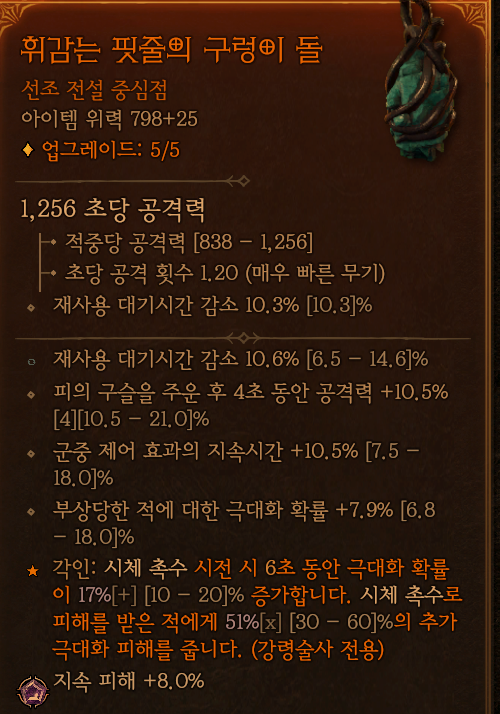 휘감는 핏줄의 구렁이 돌
선조 전설 중심점
아이템 위력 798+25
업그레이드: 5/5
1,256 초당 공격력
적중당 공격력 [838 - 1,256]
초당 공격 횟수 1.20 (매우 빠른 무기)
재사용 대기시간 감소 10.3% [10.3]%
재사용 대기시간 감소 10.6% [6.5 - 14.6]%
피의 구슬을 주운 후 4초 동안 공격력 +10.5%
[4][10.5 - 21.0]%
군중 제어 효과의 지속시간 +10.5% [7.5 -
18.0]%
부상당한 적에 대한 극대화 확률 +7.9% [6.8
- 18.0]%
각인: 시체 촉수 시전 시 6초 동안 극대화 확률
이 17%[+] [10 - 20]% 증가합니다. 시체 촉수로
피해를 받은 적에게 51%[x] [30 - 60]%의 추가
극대화 피해를 줍니다. (강령술사 전용)
지속 피해 +8.0%